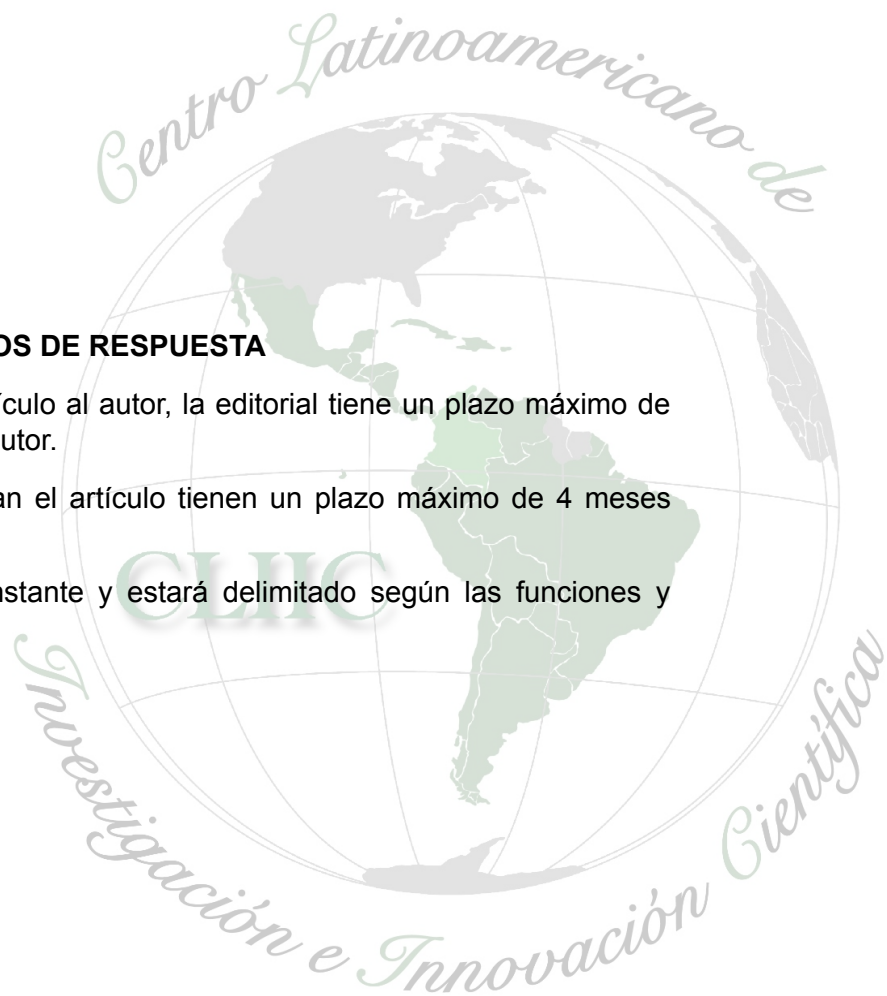 Centro Latinoamericano de
OS DE RESPUESTA
ículo al autor, la editorial tiene un plazo máximo de
utor.
an el artículo tienen un plazo máximo de 4 meses
CLIIC
nstante y estará delimitado según las funciones y
Investigación e Innovación Científica